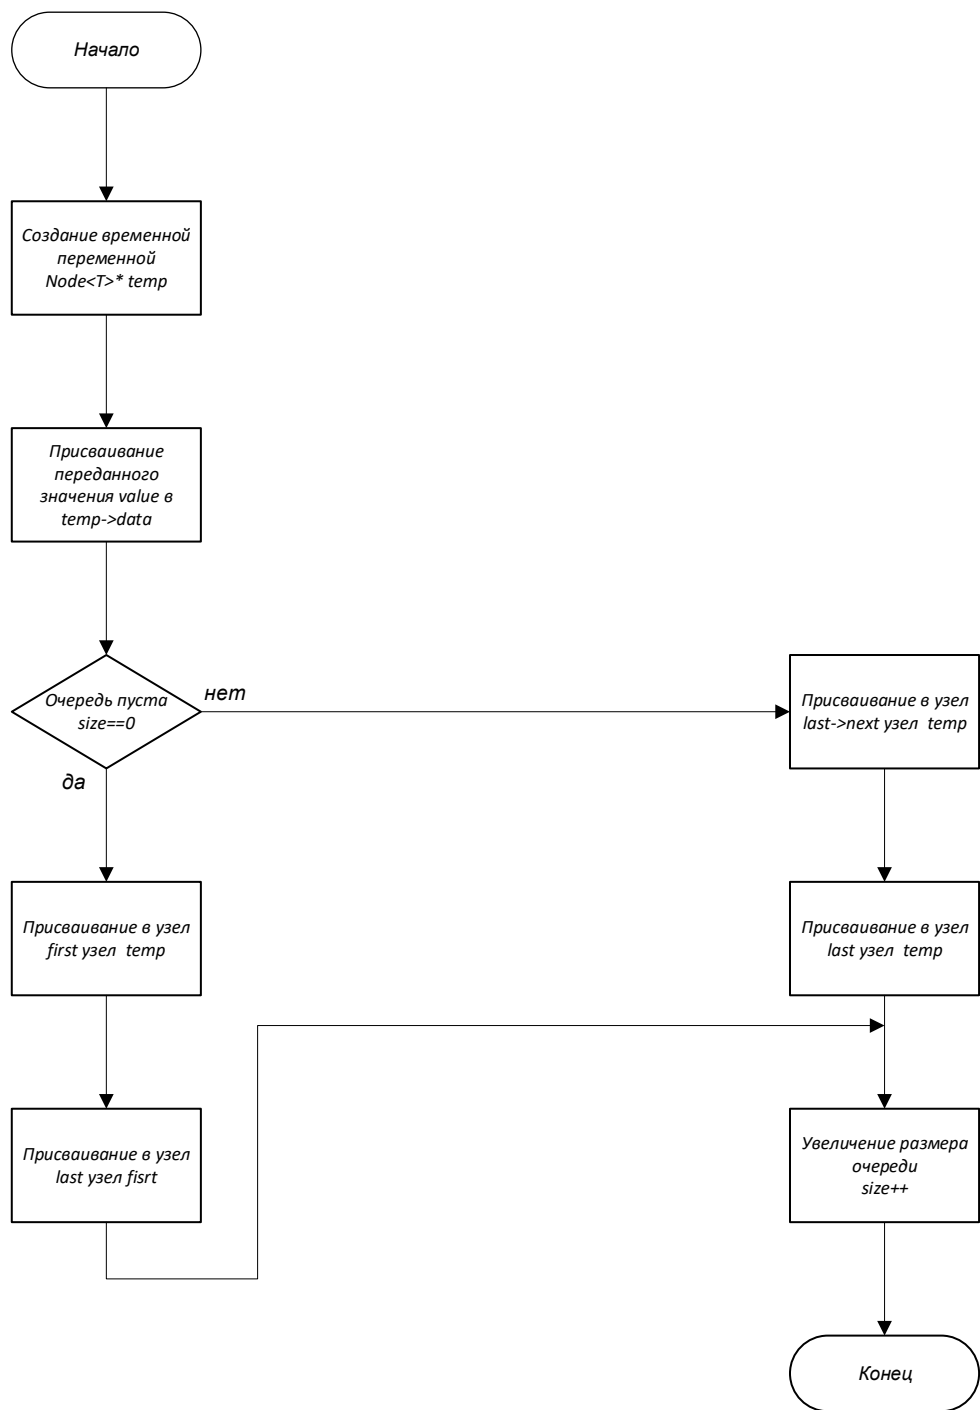 Начало
Создание временной
переменной
Node<T>* temp
Присваивание
переданного
значения value в
temp->data
Очередь пуста
size==0
нет
да
Присваивание в узел
last->next узел temp
Присваивание в узел
first узел temp
Присваивание в узел
last узел temp
Присваивание в узел
last узел fisrt
Увеличение размера
очереди
size++
Конец